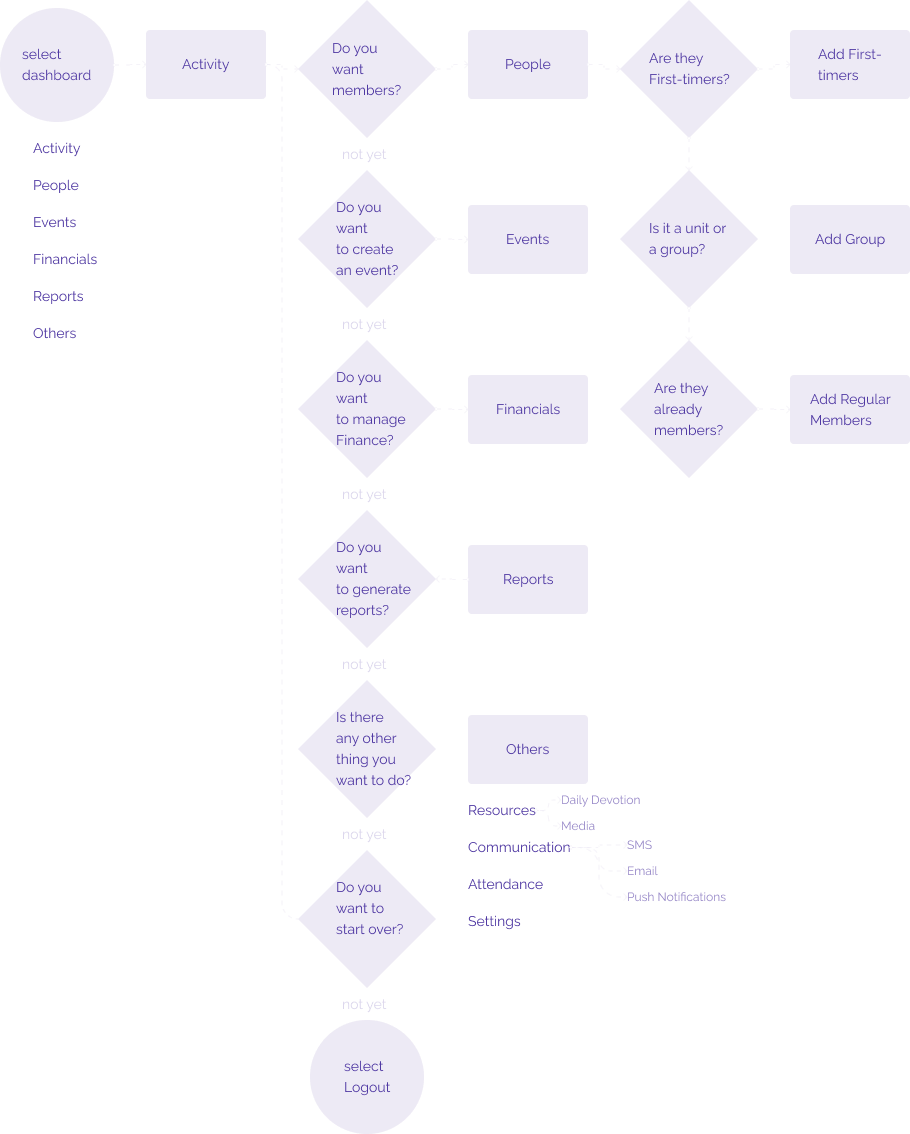 select
dashboard
Activity
Do you
want
members?
People
Are they
First-timers?
Add First-
timers
Activity
People
Events
Financials
Reports
Others
not yet
Do you
want
to create
an event?
Events
Is it a unit or
a group?
Add Group
not yet
Do you
want
to manage
Finance?
Financials
Are they
already
members?
Add Regular
Members
not yet
Do you
want
to generate
reports?
Reports
not yet
Is there
any other
thing you
want to do?
Others
Resources
Daily Devotion
Media
Communication
SMS
Email
Push Notifications
Attendance
Settings
not yet
Do you
want to
start over?
not yet
select
Logout